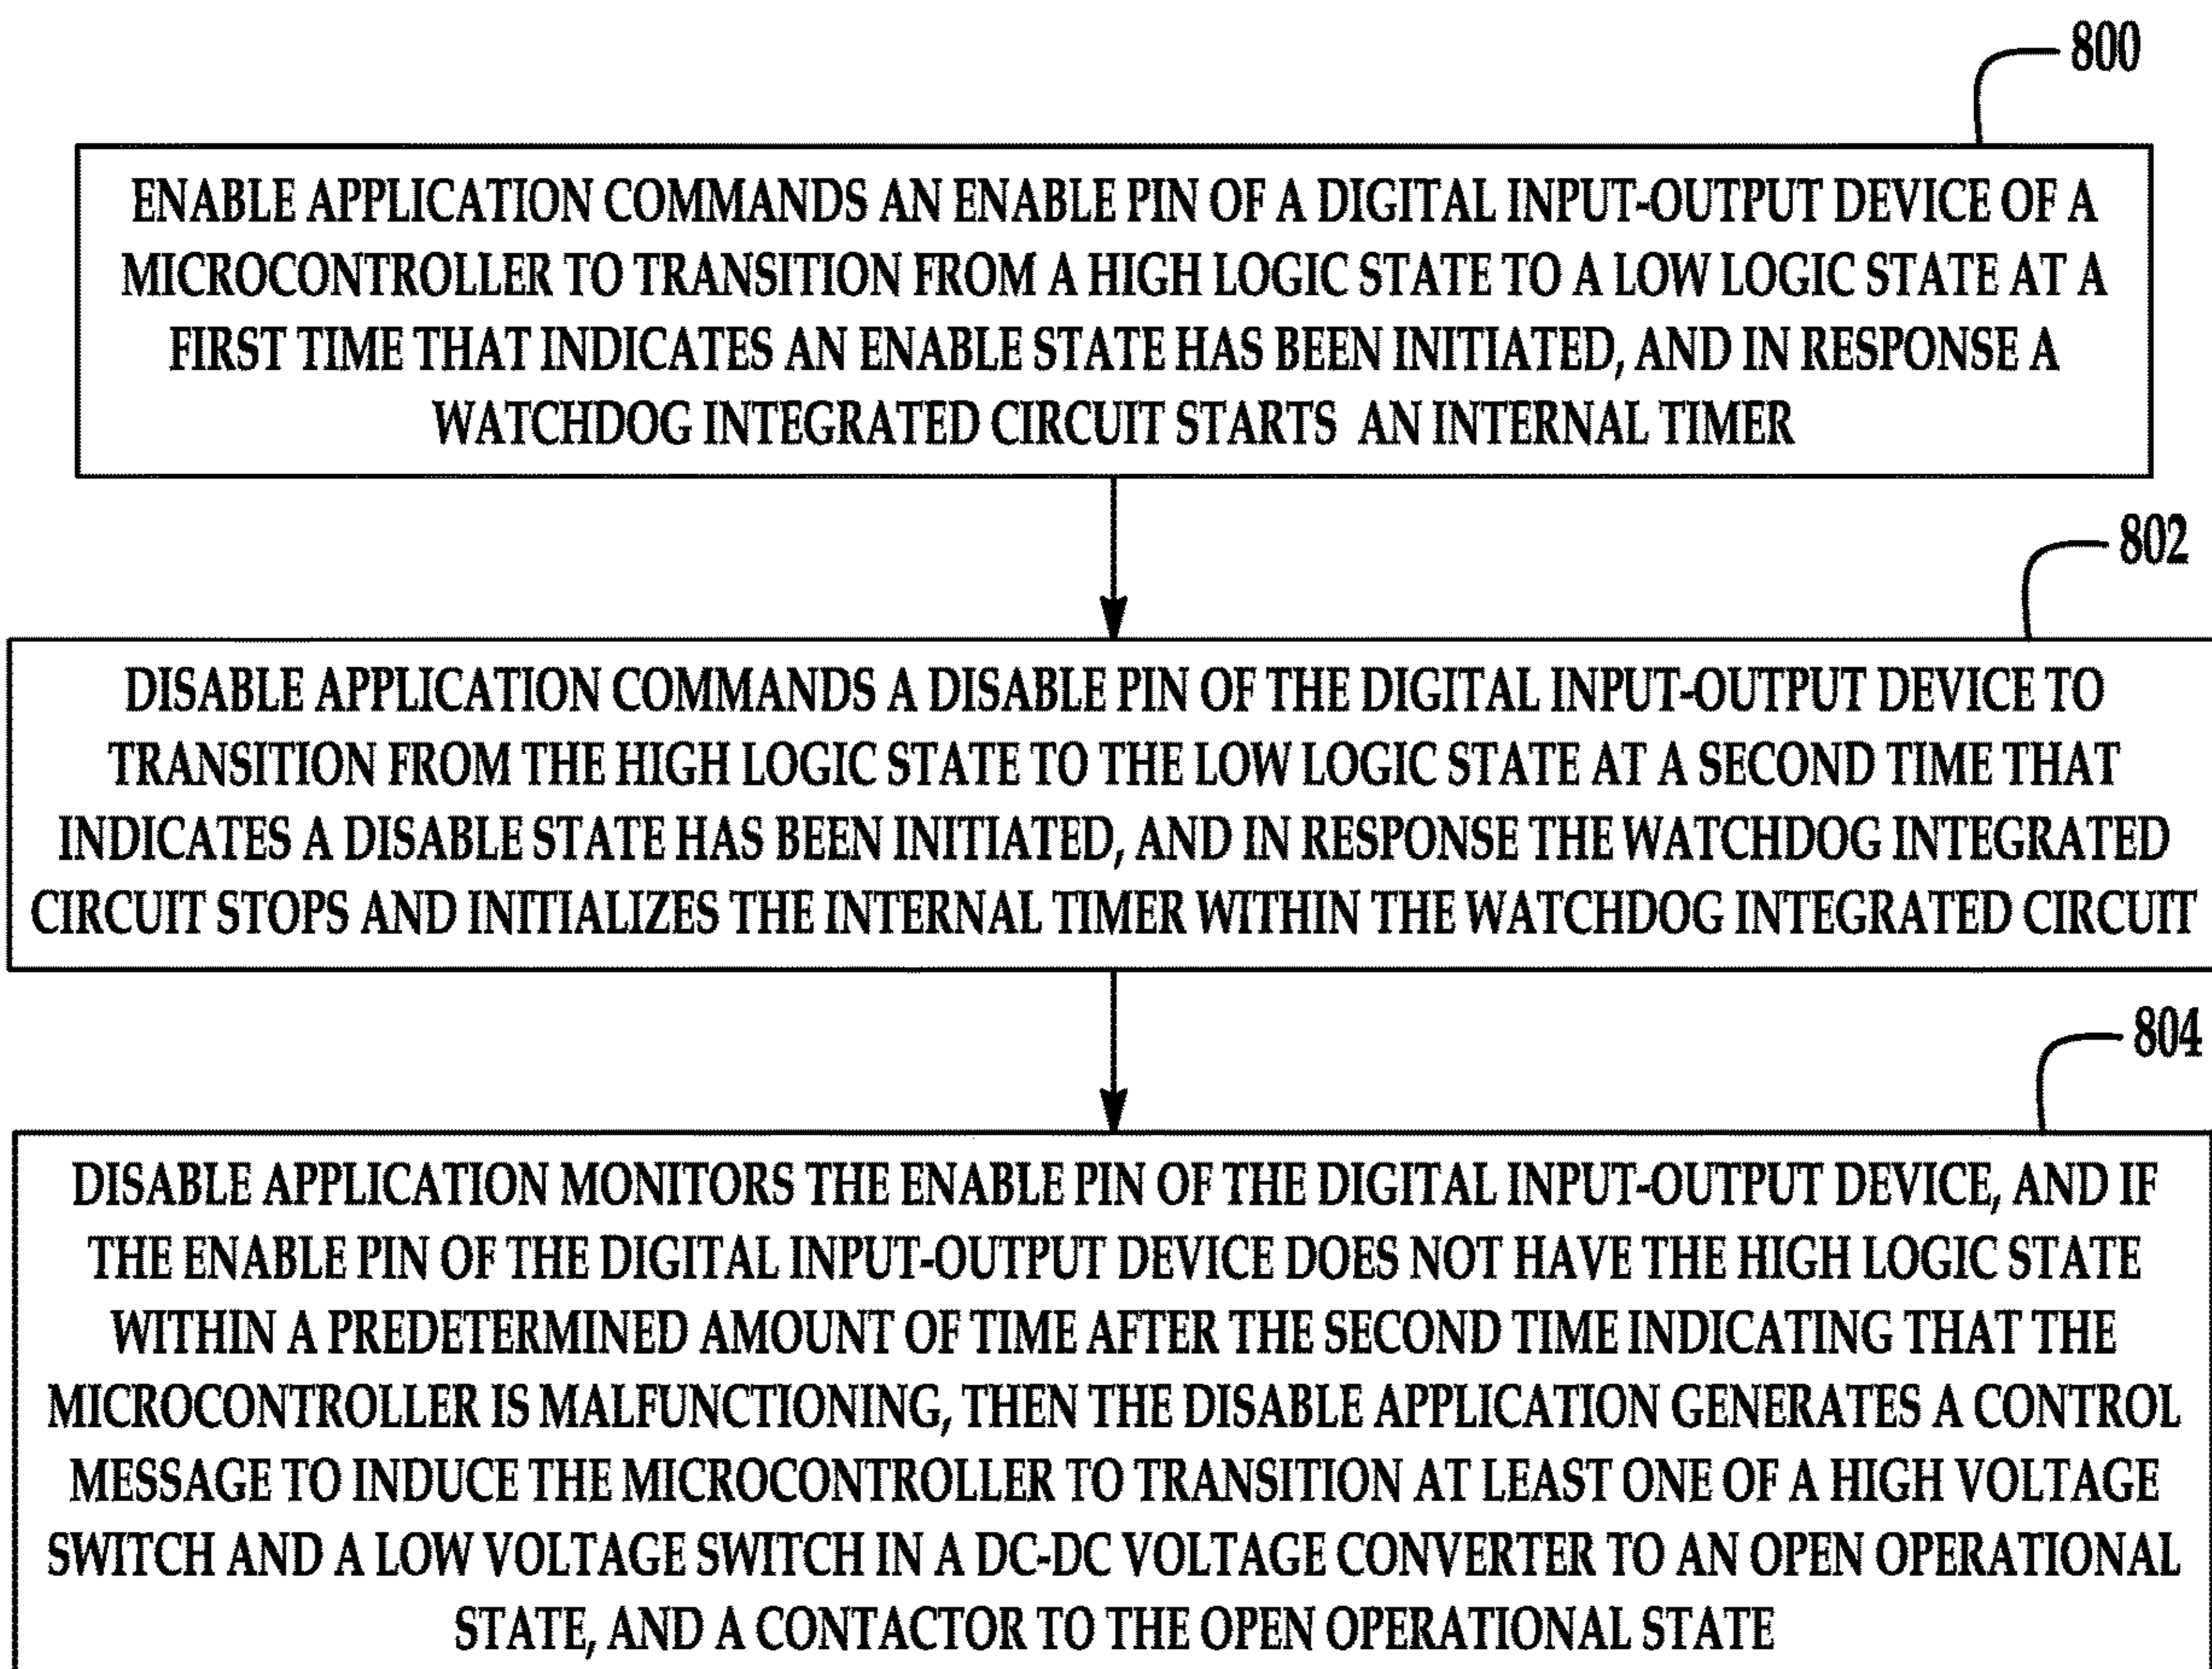 800
ENABLE APPLICATION COMMANDS AN ENABLE PIN OF A DIGITAL INPUT-OUTPUT DEVICE OF A
MICROCONTROLLER TO TRANSITION FROM A HIGH LOGIC STATE TO A LOW LOGIC STATE AT A
FIRST TIME THAT INDICATES AN ENABLE STATE HAS BEEN INITIATED, AND IN RESPONSE A
WATCHDOG INTEGRATED CIRCUIT STARTS AN INTERNAL TIMER
802
DISABLE APPLICATION COMMANDS A DISABLE PIN OF THE DIGITAL INPUT-OUTPUT DEVICE TO
TRANSITION FROM THE HIGH LOGIC STATE TO THE LOW LOGIC STATE AT A SECOND TIME THAT
INDICATES A DISABLE STATE HAS BEEN INITIATED, AND IN RESPONSE THE WATCHDOG INTEGRATED
CIRCUIT STOPS AND INITIALIZES THE INTERNAL TIMER WITHIN THE WATCHDOG INTEGRATED CIRCUIT
804
DISABLE APPLICATION MONITORS THE ENABLE PIN OF THE DIGITAL INPUT-OUTPUT DEVICE, AND IF
THE ENABLE PIN OF THE DIGITAL INPUT-OUTPUT DEVICE DOES NOT HAVE THE HIGH LOGIC STATE
WITHIN A PREDETERMINED AMOUNT OF TIME AFTER THE SECOND TIME INDICATING THAT THE
MICROCONTROLLER IS MALFUNCTIONING, THEN THE DISABLE APPLICATION GENERATES A CONTROL
MESSAGE TO INDUCE THE MICROCONTROLLER TO TRANSITION AT LEAST ONE OF A HIGH VOLTAGE
SWITCH AND A LOW VOLTAGE SWITCH IN A DC-DC VOLTAGE CONVERTER TO AN OPEN OPERATIONAL
STATE, AND A CONTACTOR TO THE OPEN OPERATIONAL STATE